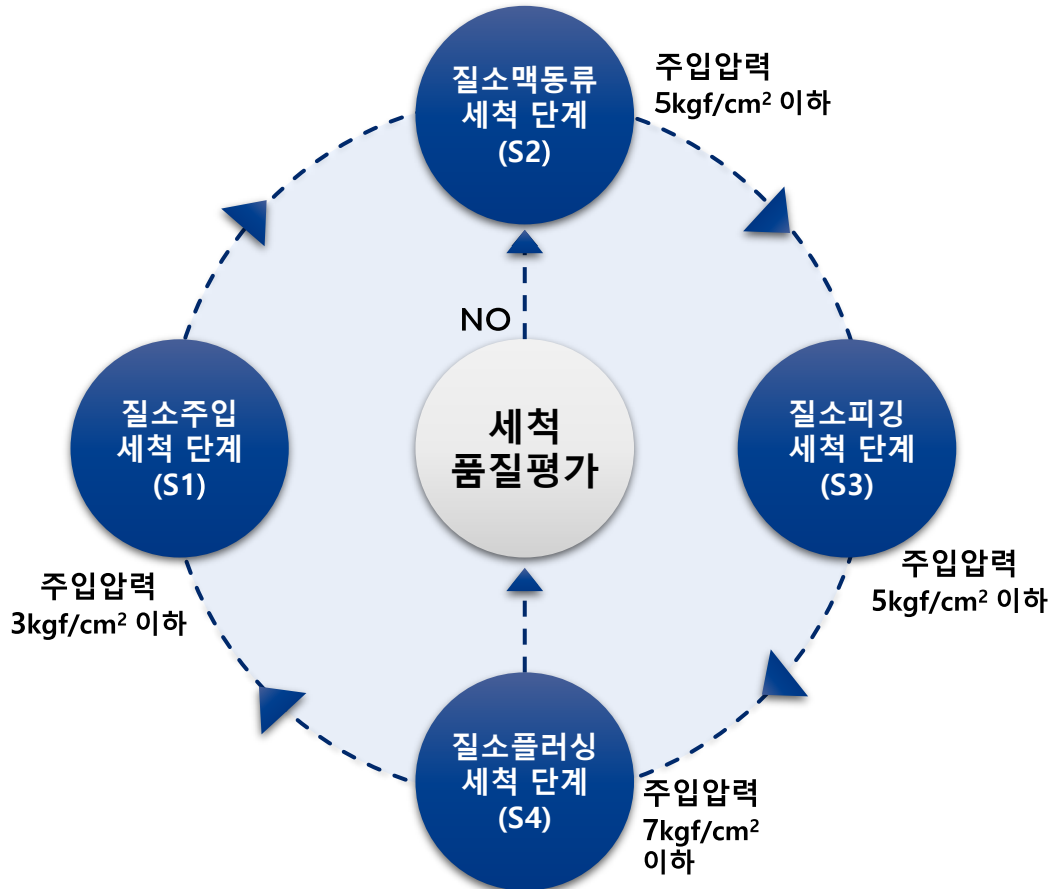 질소맥동류
세척 단계
(S2)
주입압력
5kgf/cm² 이하
NO
질소주입
세척 단계
(S1)
주입압력
3kgf/cm² 이하
세척
품질평가
질소피깅
세척 단계
(S3)
주입압력
5kgf/cm² 이하
질소플러싱
세척 단계
(S4)
주입압력
7kgf/cm²
이하